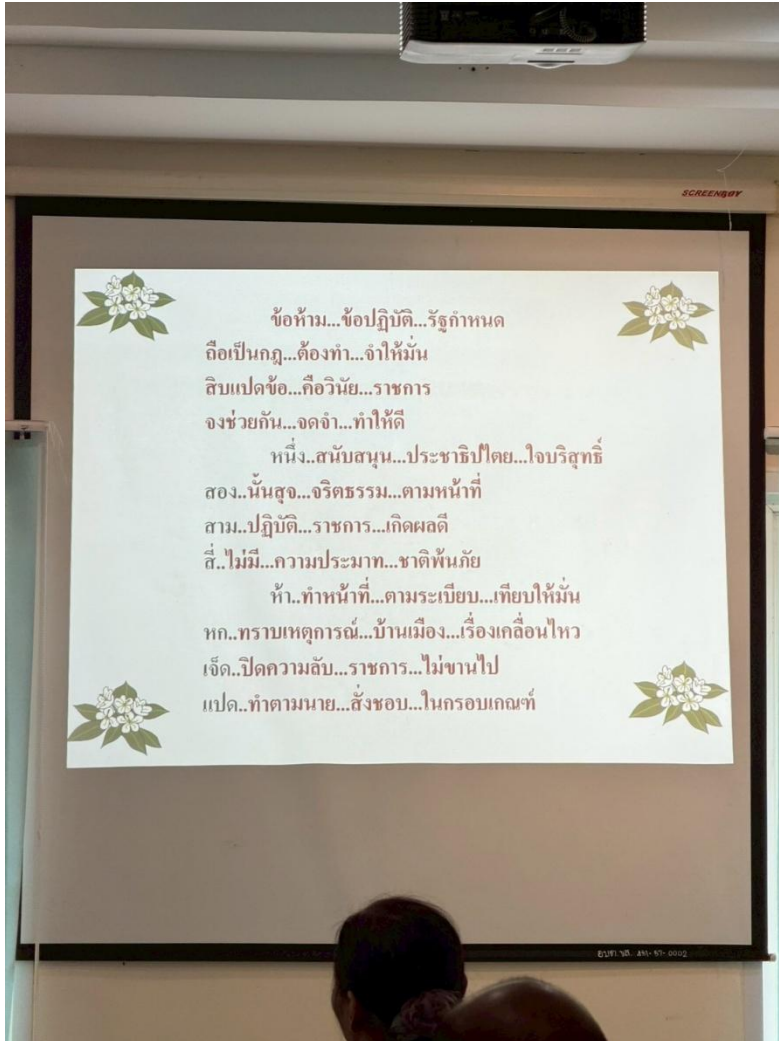 SCREENBOY
ข้อห้าม...ข้อปฏิบัติ...รัฐกำหนด
ถือเป็นกฎ...ต้องทำ...จำให้มั่น
สิบแปดข้อ...คือวินัย...ราชการ
จงช่วยกัน...จดจำ...ทำให้ดี
หนึ่ง..สนับสนุน...ประชาธิปไตย...ใจบริสุทธิ์
สอง..นั้นสุจ...จริตธรรม...ตามหน้าที่
สาม..ปฏิบัติ...ราชการ...เกิดผลดี
สี่..ไม่มี...ความประมาท...ชาติพ้นภัย
ห้า..ทำหน้าที่...ตามระเบียบ...เทียบให้มั่น
หก..ทราบเหตุการณ์...บ้านเมือง...เรื่องเคลื่อนไหว
เจ็ด..ปิดความลับ...ราชการ...ไม่ขานไป
แปด..ทำตามนาย...สั่งชอบ...ในกรอบเกณฑ์